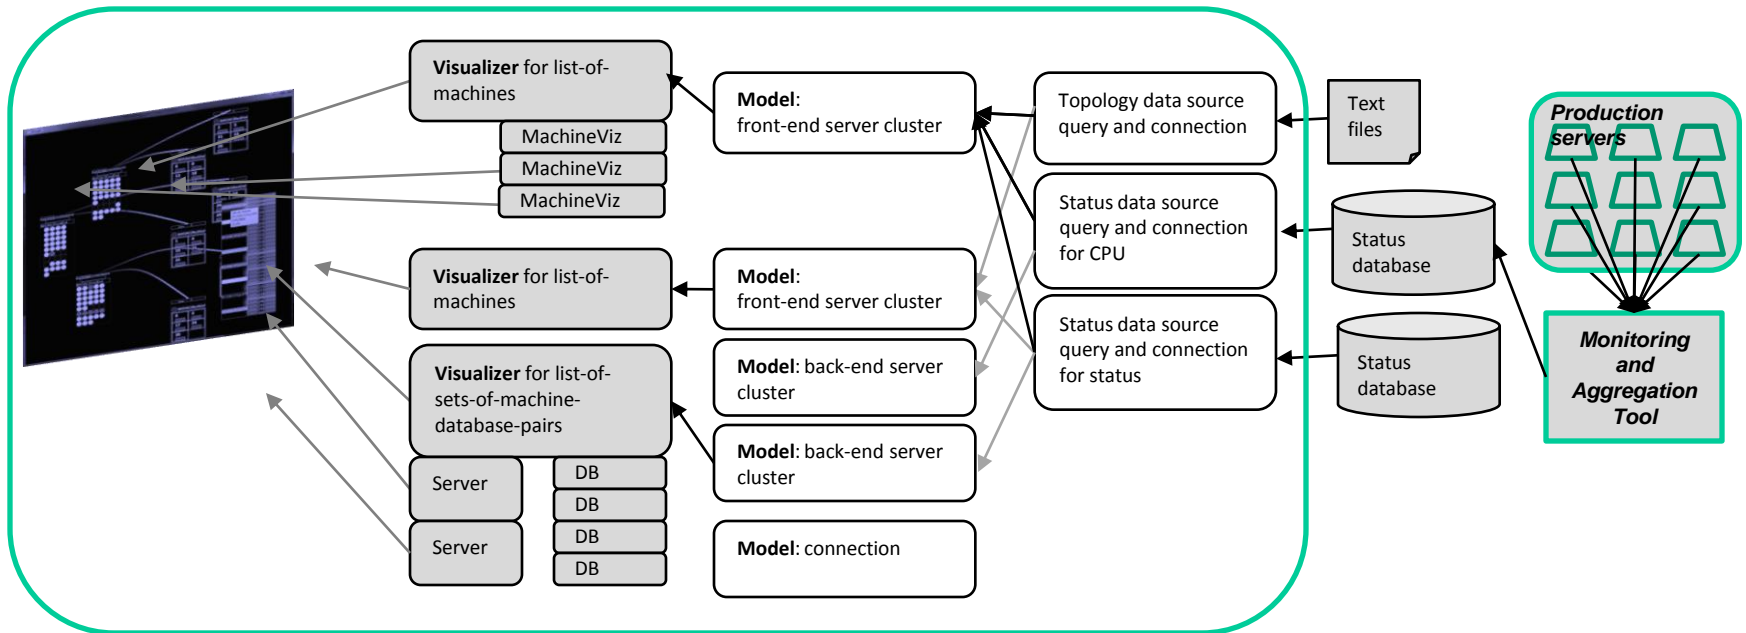 Visualizer for list-of-
machines
MachineViz
MachineViz
MachineViz
Visualizer for list-of-
machines
Visualizer for list-of-
sets-of-machine-
database-pairs
Server
Server
DB
DB
DB
DB
Model:
front-end server cluster
Model:
front-end server cluster
Model: back-end server
cluster
Model: back-end server
cluster
Model: connection
Topology data source
query and connection
Status data source
query and connection
for CPU
Status data source
query and connection
for status
Text
files
Status
database
Status
database
Production
servers
Monitoring
and
Aggregation
Tool